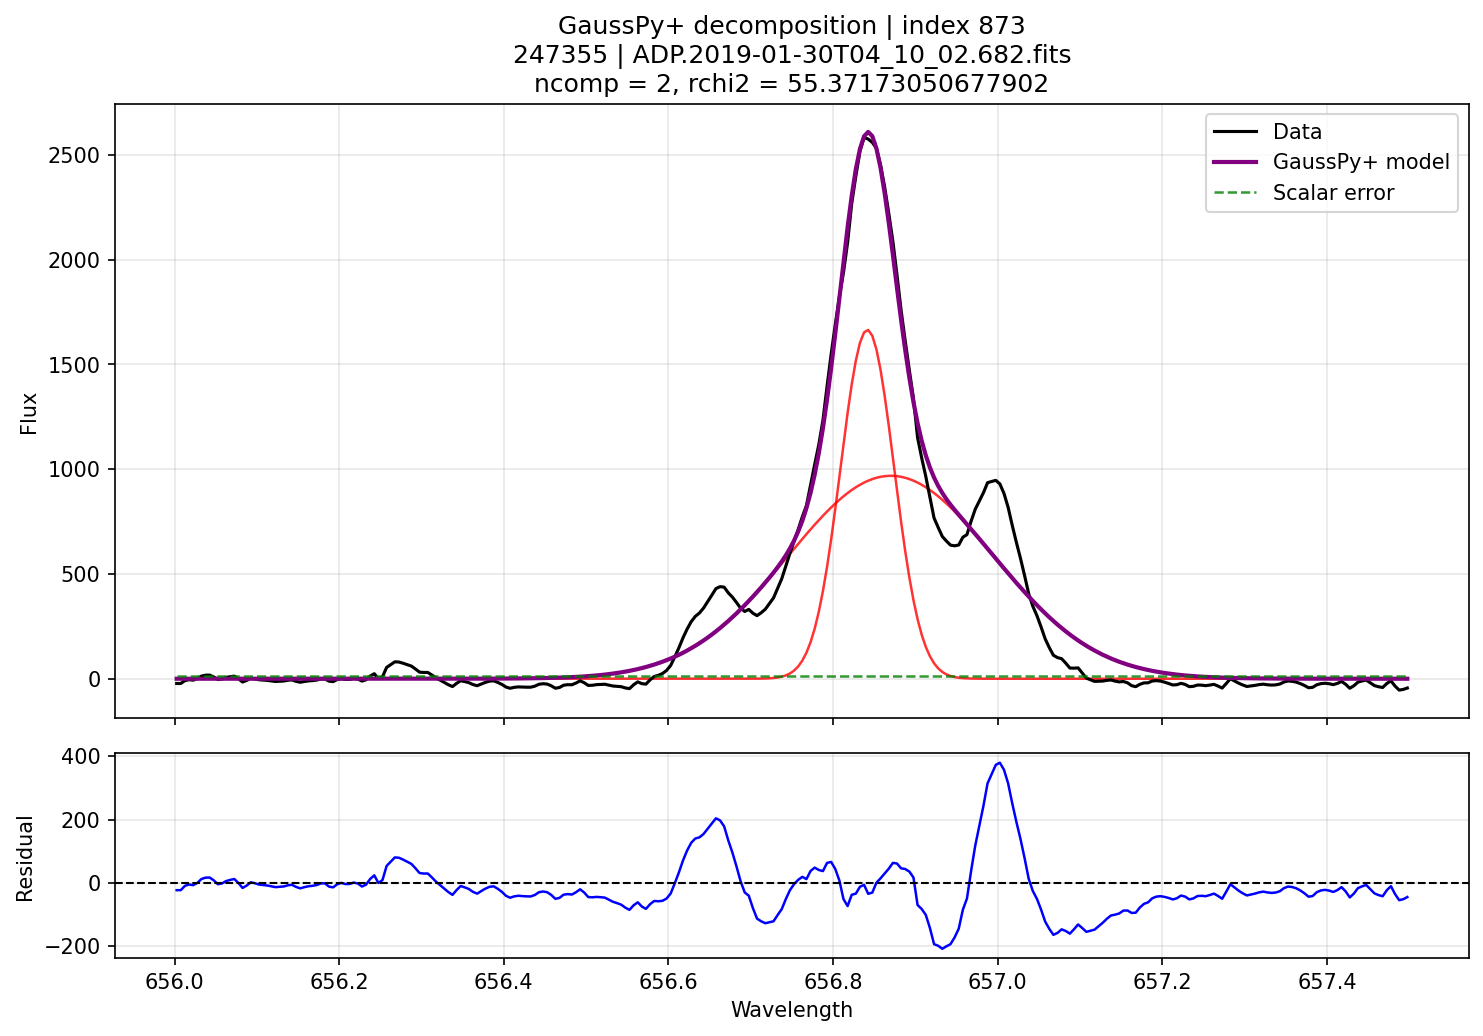 GaussPy+ decomposition | index 873
247355 | ADP.2019-01-30T04_10_02.682.fits
ncomp = 2, rchi2 = 55.37173050677902
Data
GaussPy+ model
Scalar error
Flux
2500
2000
1500
1000
500
0
Residual
400
200
0
−200
656.0 656.2 656.4 656.6 656.8 657.0 657.2 657.4
Wavelength